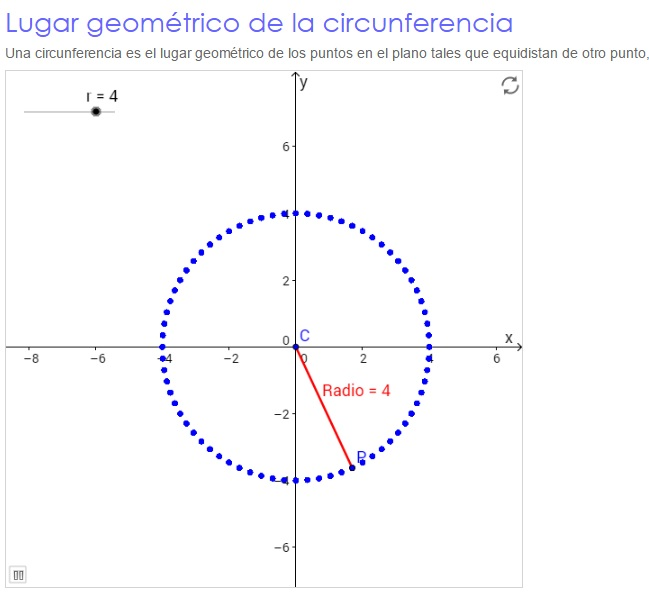 Lugar geométrico de la circunferencia
Una circunferencia es el lugar geométrico de los puntos en el plano tales que equidistan de otro punto,
r = 4
y
6
4
2
0
C
x
−8
−6
−4
−2
0
2
4
6
Radio = 4
−2
P
−4
−6